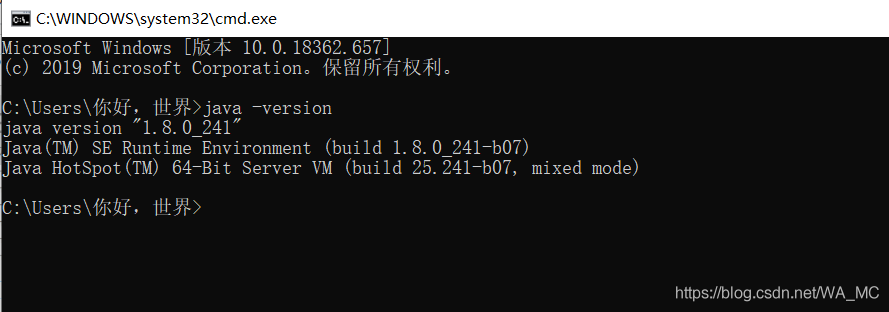 C:\WINDOWS\system32\cmd.exe
Microsoft Windows [版本 10.0.18362.657]
(c) 2019 Microsoft Corporation。保留所有权利。
C:\Users\你好，世界>java -version
java version "1.8.0_241"
Java(TM) SE Runtime Environment (build 1.8.0_241-b07)
Java HotSpot(TM) 64-Bit Server VM (build 25.241-b07, mixed mode)
C:\Users\你好，世界>
https://blog.csdn.net/WA_MC